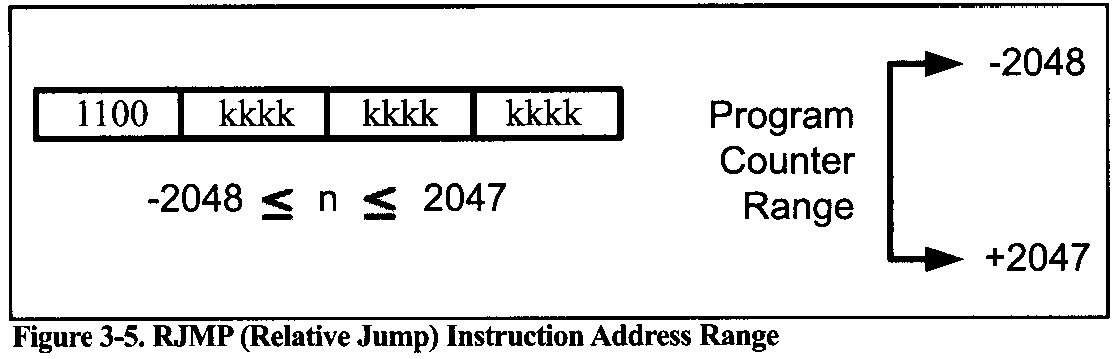 1100 kkkk kkkk kkkk
-2048 ≤ n ≤ 2047
Program
Counter
Range
-2048
+2047
Figure 3-5. RJMP (Relative Jump) Instruction Address Range